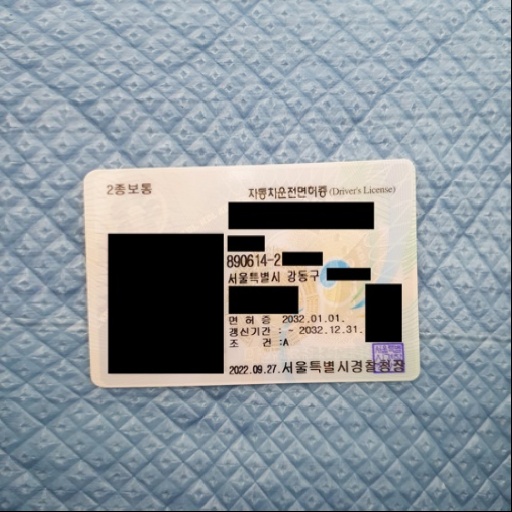 2종보통
자동차운전면허증 (Driver's License)
890614-2
서울특별시 강동구
면 허 증 2032.01.01.
갱신기간 : - 2032.12.31.
조 건 :A
2022.09.27. 서울특별시경찰청장